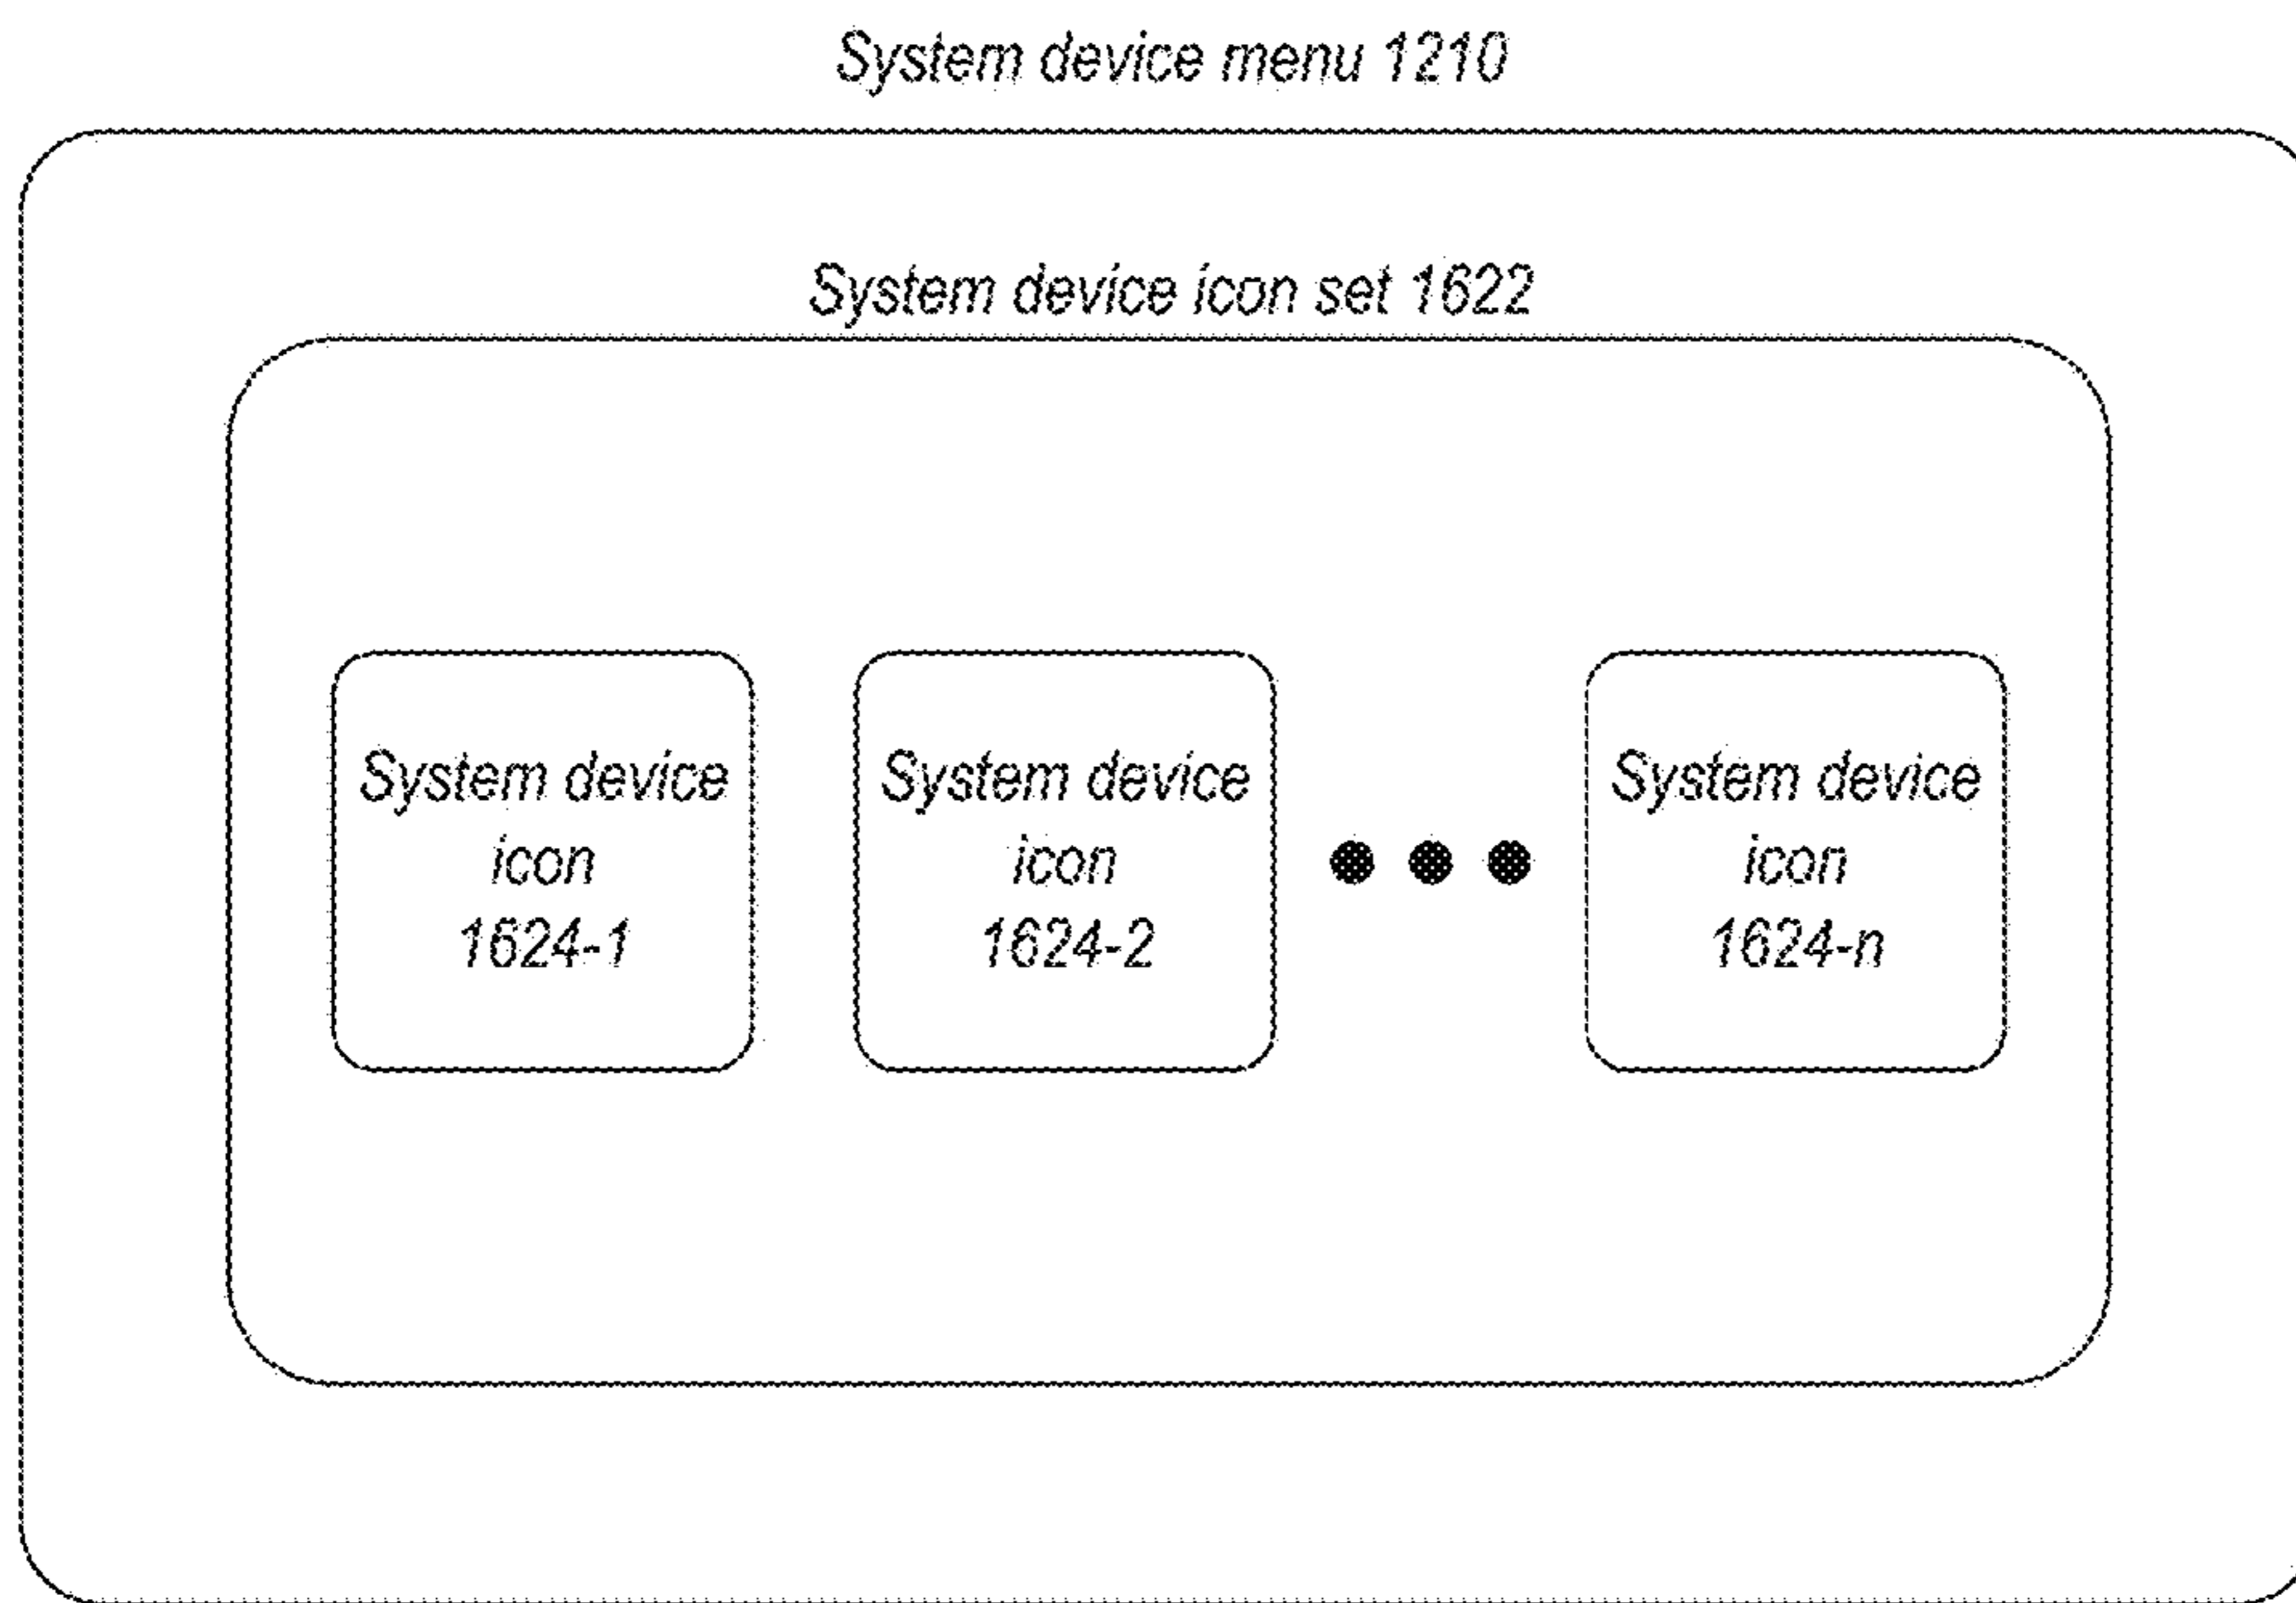 System device menu 1210
System device icon set 1622
System device
icon
1624-1
System device
icon
1624-2
System device
icon
1624-n